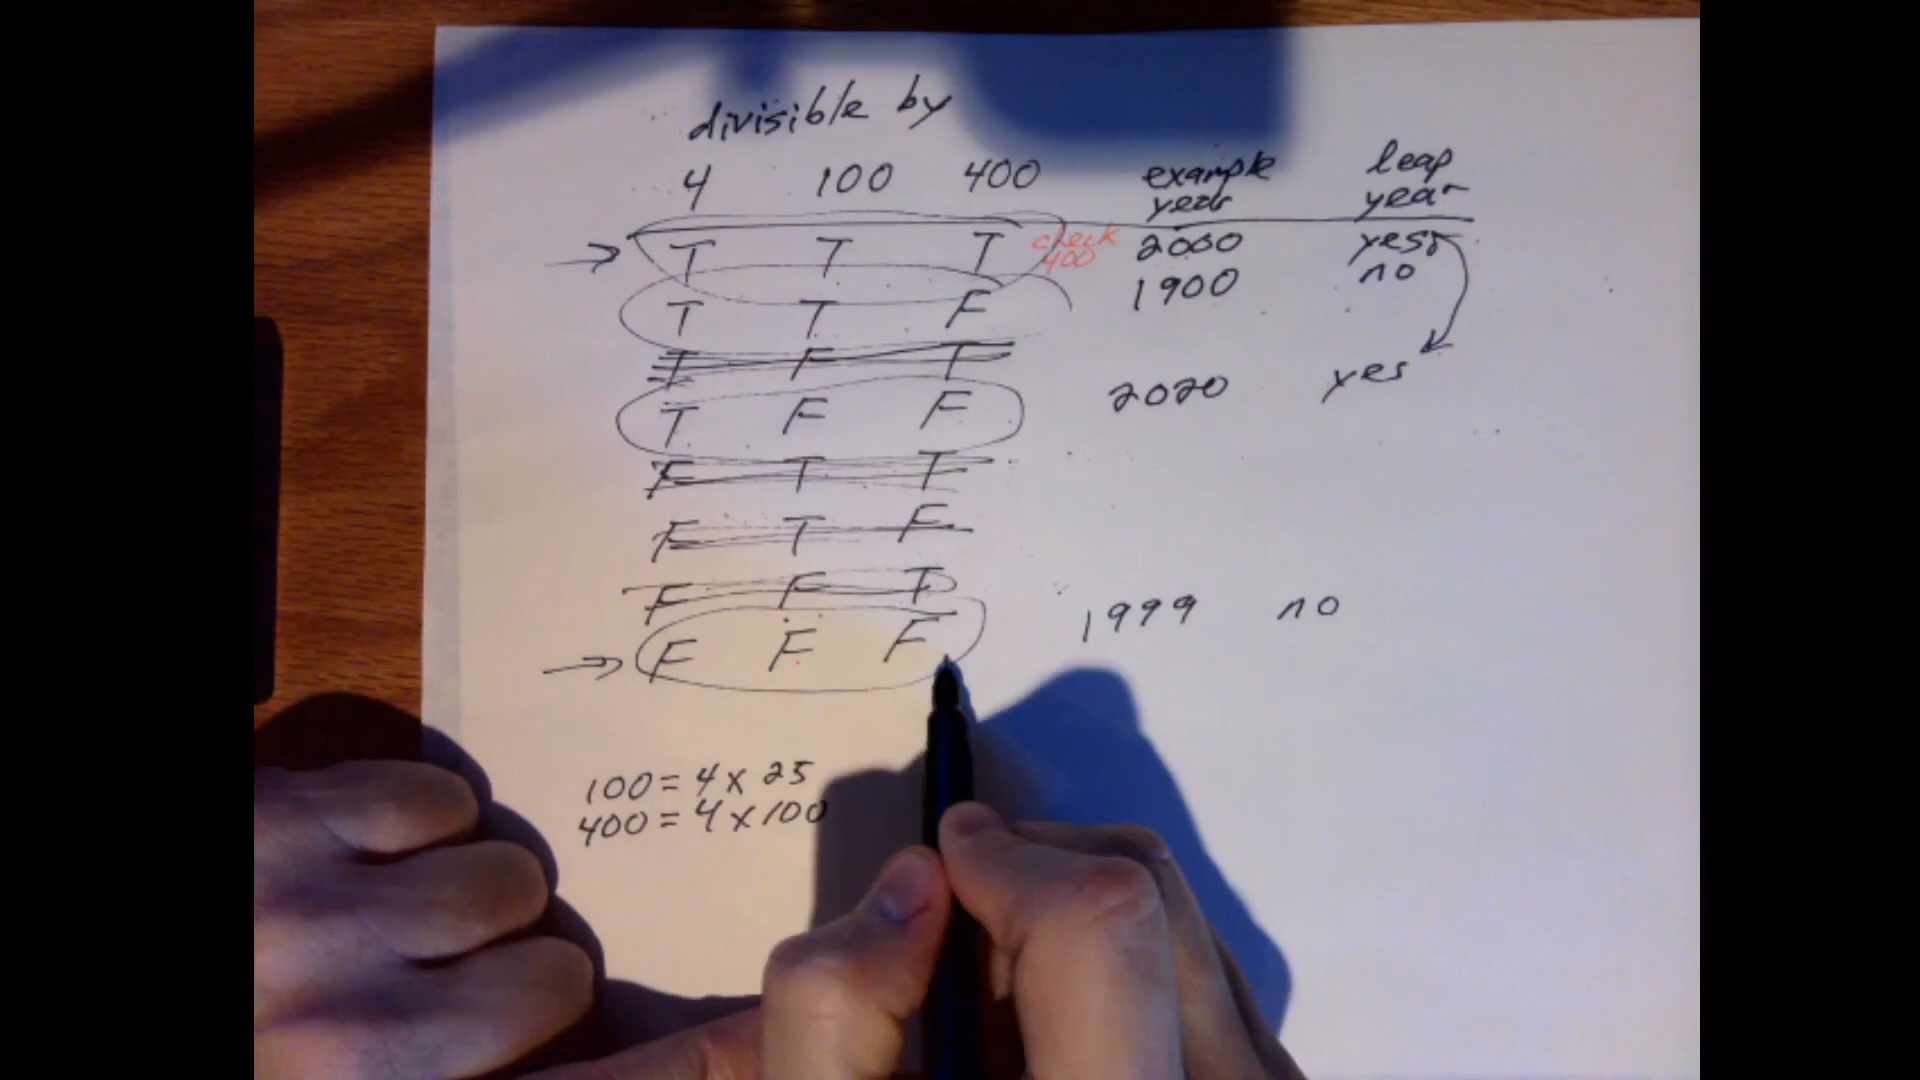 divisible by
4 100 400 example year leap year
T T T check 400 2000 yes
T T F 1900 no
T F T
T F F 2020 yes
F T T
F T F
F F T
F F F 1999 no
100 = 4 x 25
400 = 4 x 100